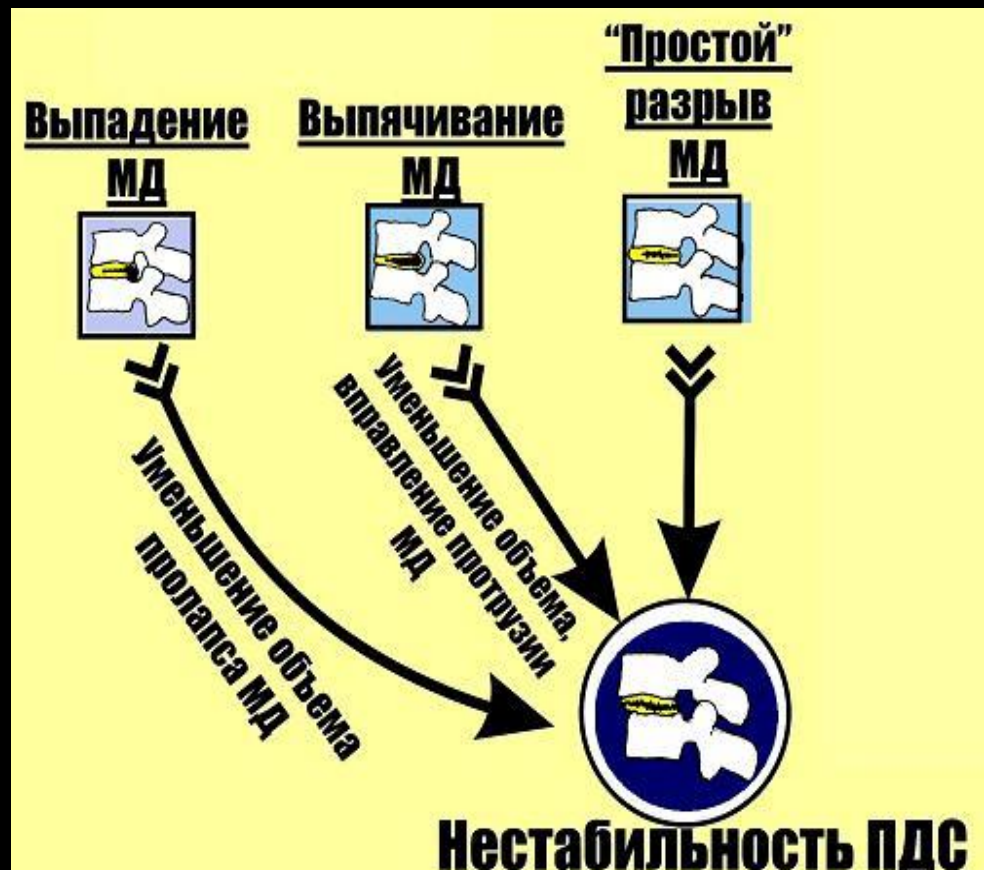 Выпадение
МД
Выпячивание
МД
“Простой”
разрыв
МД
Уменьшение объема
пролапса МД
Уменьшение объема,
вправление протрузии
МД
Нестабильность ПДС